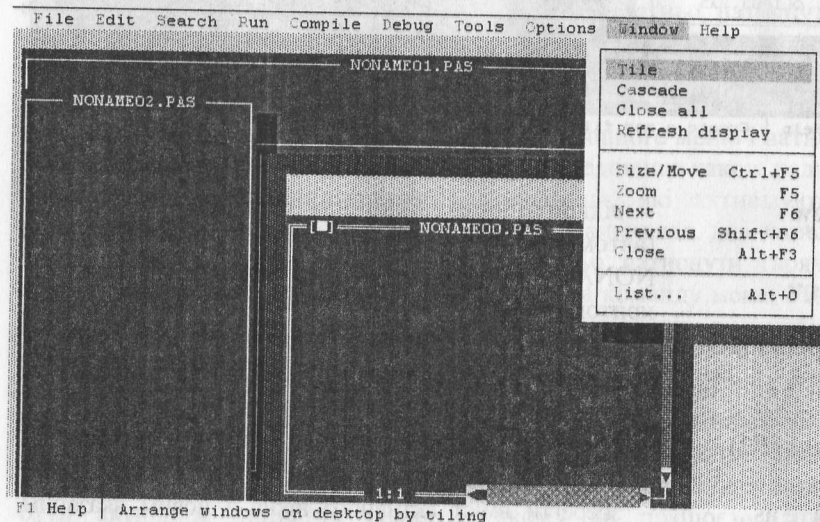 File Edit Search Run Compile Debug Tools Options Window Help
NONAME01.PAS
NONAME02.PAS
NONAME00.PAS
1:1
Tile
Cascade
Close all
Refresh display
Size/Move Ctrl+F5
Zoom F5
Next F6
Previous Shift+F6
Close Alt+F3
List... Alt+0
F1 Help Arrange windows on desktop by tiling